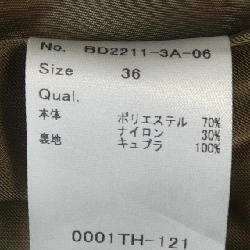 No. BD2211-3A-06
Size 36
Qual.
本体 ポリエステル 70%
ナイロン 30%
裏地 キュプラ 100%
0001TH-121